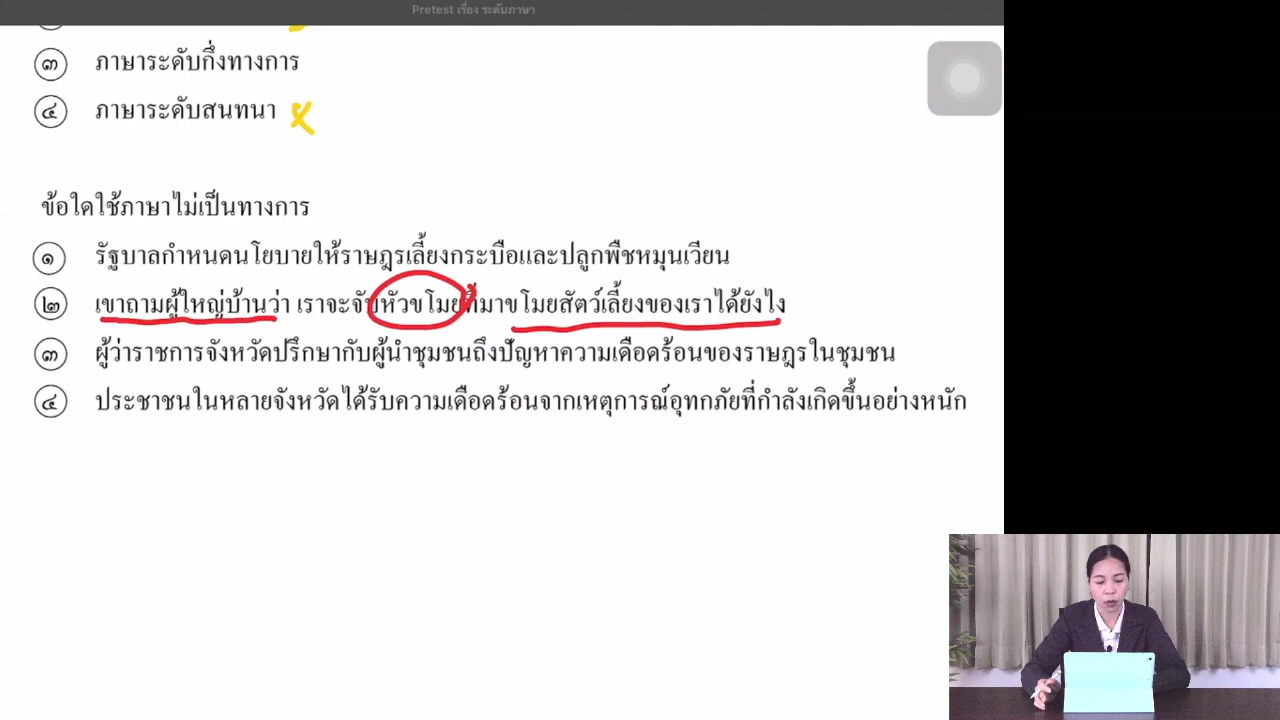 Pretest เรื่อง ระดับภาษา
๓ ภาษาระดับกึ่งทางการ
๔ ภาษาระดับสนทนา
ข้อใดใช้ภาษาไม่เป็นทางการ
๑ รัฐบาลกำหนดนโยบายให้ราษฎรเลี้ยงกระบือและปลูกพืชหมุนเวียน
๒ เขาถามผู้ใหญ่บ้านว่า เราจะจับหัวขโมยที่มาขโมยสัตว์เลี้ยงของเราได้ยังไง
๓ ผู้ว่าราชการจังหวัดปรึกษากับผู้นำชุมชนถึงปัญหาความเดือดร้อนของราษฎรในชุมชน
๔ ประชาชนในหลายจังหวัดได้รับความเดือดร้อนจากเหตุการณ์อุทกภัยที่กำลังเกิดขึ้นอย่างหนัก